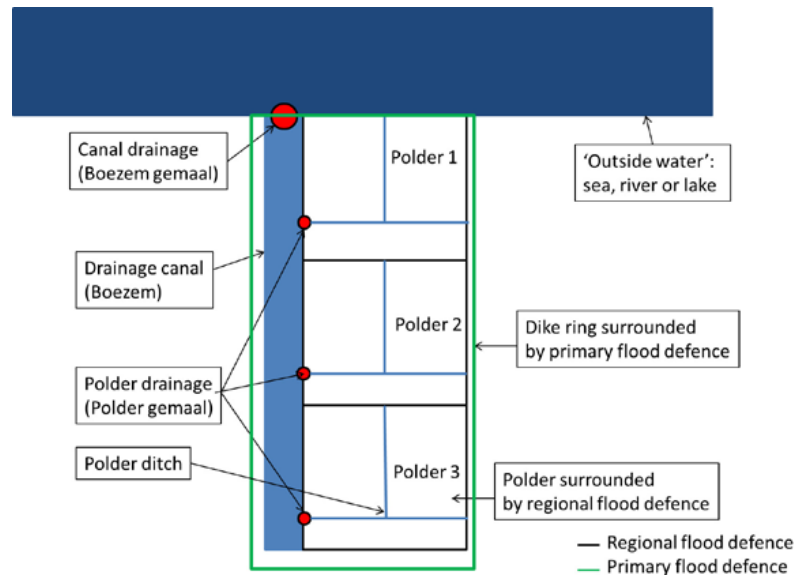 Canal drainage
(Boezem gemaal)
Polder 1
'Outside water':
sea, river or lake
Drainage canal
(Boezem)
Polder 2
Dike ring surrounded
by primary flood defence
Polder drainage
(Polder gemaal)
Polder ditch
Polder 3
Polder surrounded
by regional flood defence
Regional flood defence
Primary flood defence